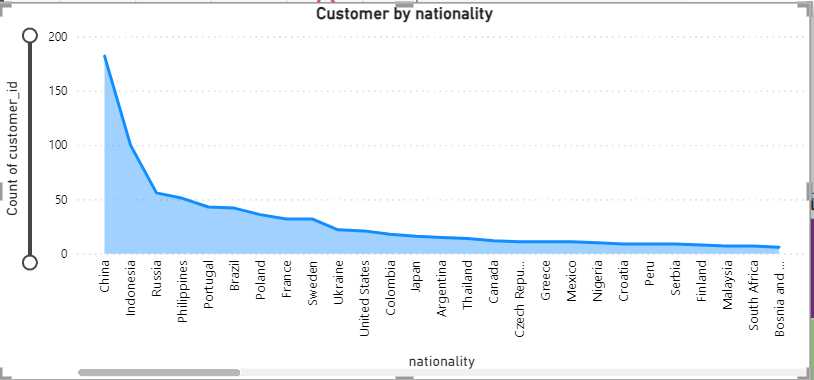 Customer by nationality
Count of customer_id
200
150
100
50
0
China
Indonesia
Russia
Philippines
Portugal
Brazil
Poland
France
Sweden
Ukraine
United States
Colombia
Japan
Argentina
Thailand
Canada
Czech Repu...
Greece
Mexico
Nigeria
Croatia
Peru
Serbia
Finland
Malaysia
South Africa
Bosnia and ...
nationality